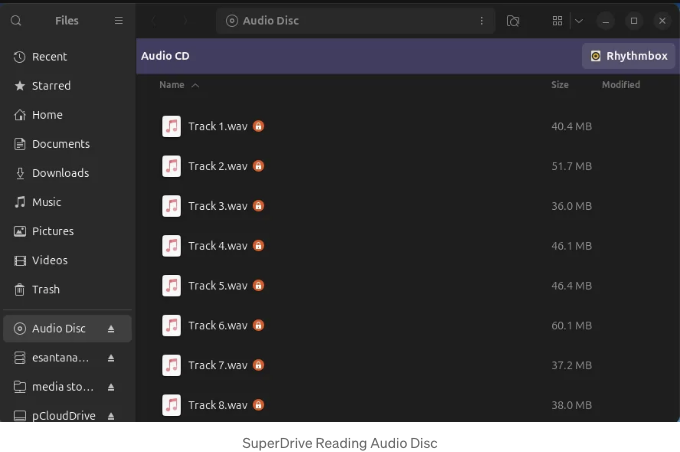 Files
Audio Disc
Recent
Starred
Home
Documents
Downloads
Music
Pictures
Videos
Trash
Audio Disc
esantana...
media sto...
pCloudDrive
Audio CD
Rhythmbox
Name Size Modified
Track 1.wav 40.4 MB
Track 2.wav 51.7 MB
Track 3.wav 36.0 MB
Track 4.wav 46.1 MB
Track 5.wav 46.4 MB
Track 6.wav 60.1 MB
Track 7.wav 37.2 MB
Track 8.wav 38.0 MB
SuperDrive Reading Audio Disc